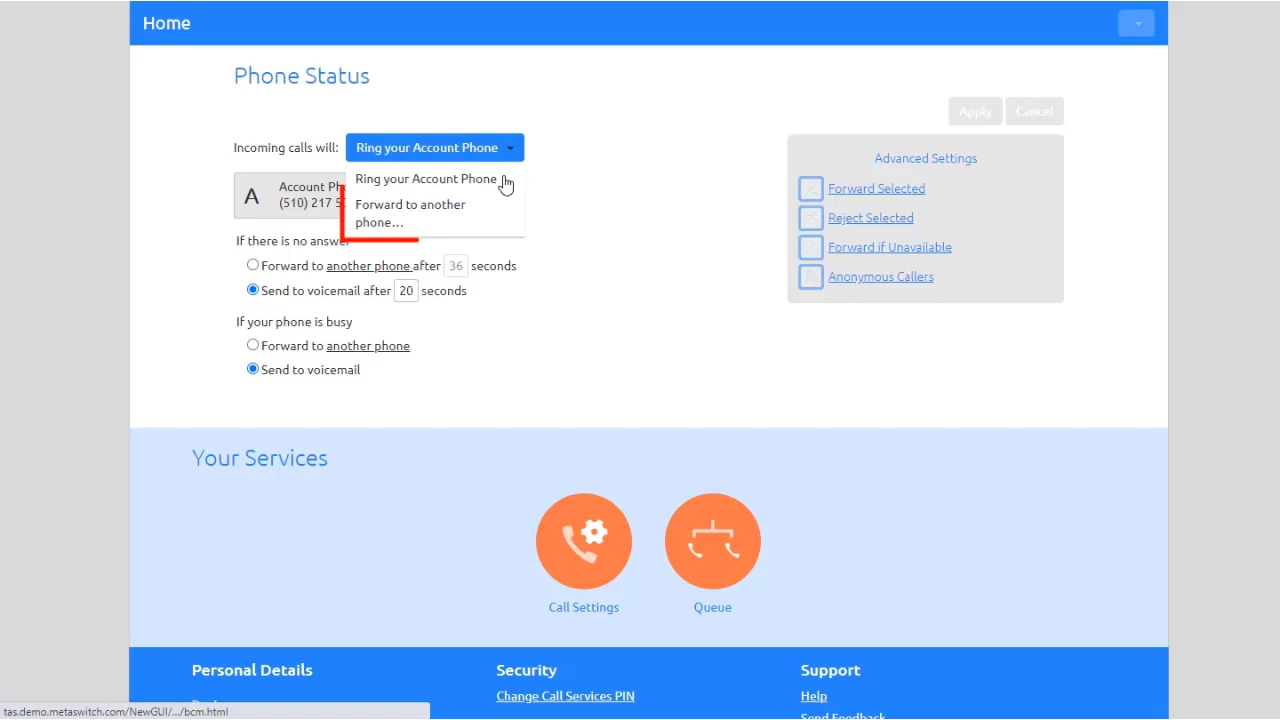 Home
Phone Status
Apply Cancel
Incoming calls will: Ring your Account Phone
Ring your Account Phone
Forward to another
phone...
A
Account
(510) 217
If there is no answer
Forward to another phone after 36 seconds
Send to voicemail after 20 seconds
If your phone is busy
Forward to another phone
Send to voicemail
Advanced Settings
Forward Selected
Reject Selected
Forward if Unavailable
Anonymous Callers
Your Services
Call Settings
Queue
Personal Details
Security
Change Call Services PIN
Support
Help
Send Feedback
tas.demo.metaswitch.com/NewGUI/.../bcm.html